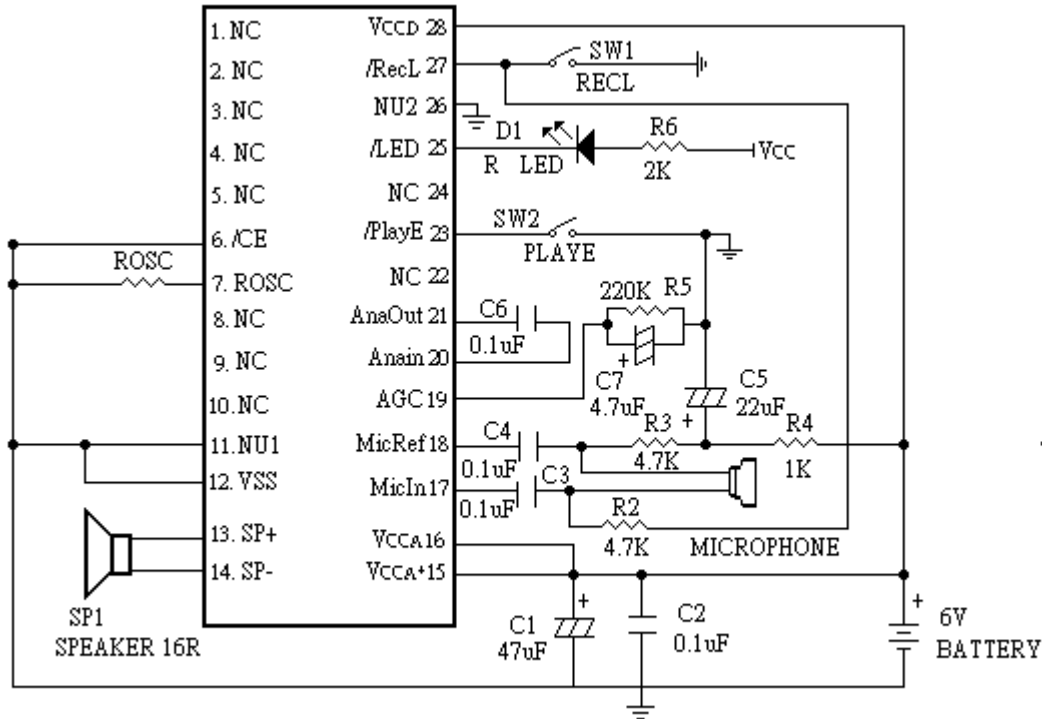 1. NC
2. NC
3. NC
4. NC
5. NC
6. /CE
7. ROSC
8. NC
9. NC
10. NC
11. NU1
12. VSS
13. SP+
14. SP-
VCCD 28
/RecL 27
NU2 26
/LED 25
NC 24
/PlayE 23
NC 22
AnaOut 21
Anain 20
AGC 19
MicRef 18
MicIn 17
VCCA 16
VCCA+15
ROSC
SP1
SPEAKER 16R
SW1
RECL
D1
R LED
R6
2K
Vcc
SW2
PLAYE
C6
0.1uF
220K R5
+
C7
4.7uF
C5
22uF
+
C4
0.1uF
R3
4.7K
R4
1K
C3
0.1uF
R2
4.7K
MICROPHONE
+
C1
47uF
C2
0.1uF
+
6V
BATTERY